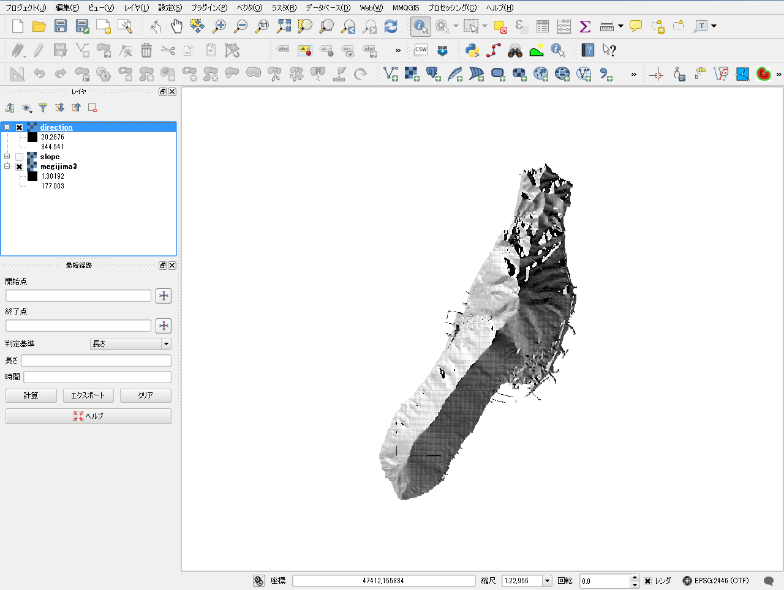 プロジェクト(J) 編集(E) ビュー(V) レイヤ(L) 設定(S) プラグイン(P) ベクタ(O) ラスタ(R) データベース(D) Web(W) MMQGIS プロセッシング(C) ヘルプ(H)
CSW
レイヤ
direction
20.2676
344.541
slope
megijima3
1.30192
177.003
最短経路
開始点
終了点
判定基準 長さ
長さ
時間
計算 エクスポート クリア
ヘルプ
座標 47412,155834 縮尺 1:22,956 回転 0.0 レンダ EPSG:2446 (OTF)